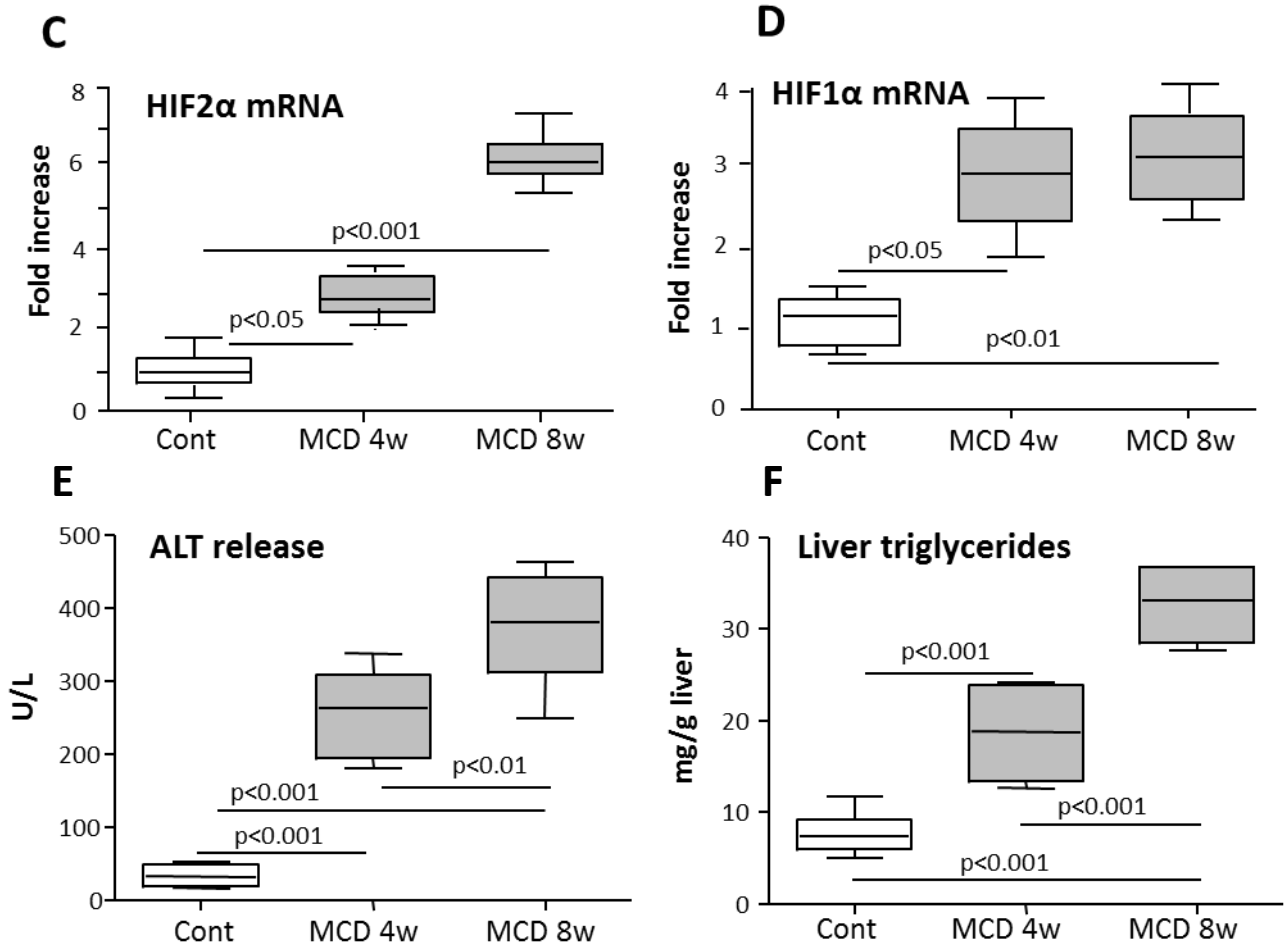 C
HIF2α mRNA
Fold increase
8
6
4
2
0
p<0.001
p<0.05
Cont
MCD 4w
MCD 8w
D
HIF1α mRNA
Fold increase
4
3
2
1
0
p<0.05
p<0.01
Cont
MCD 4w
MCD 8w
E
ALT release
U/L
500
400
300
200
100
0
p<0.01
p<0.001
p<0.001
Cont
MCD 4w
MCD 8w
F
Liver triglycerides
mg/g liver
40
30
20
10
0
p<0.001
p<0.001
p<0.001
Cont
MCD 4w
MCD 8w